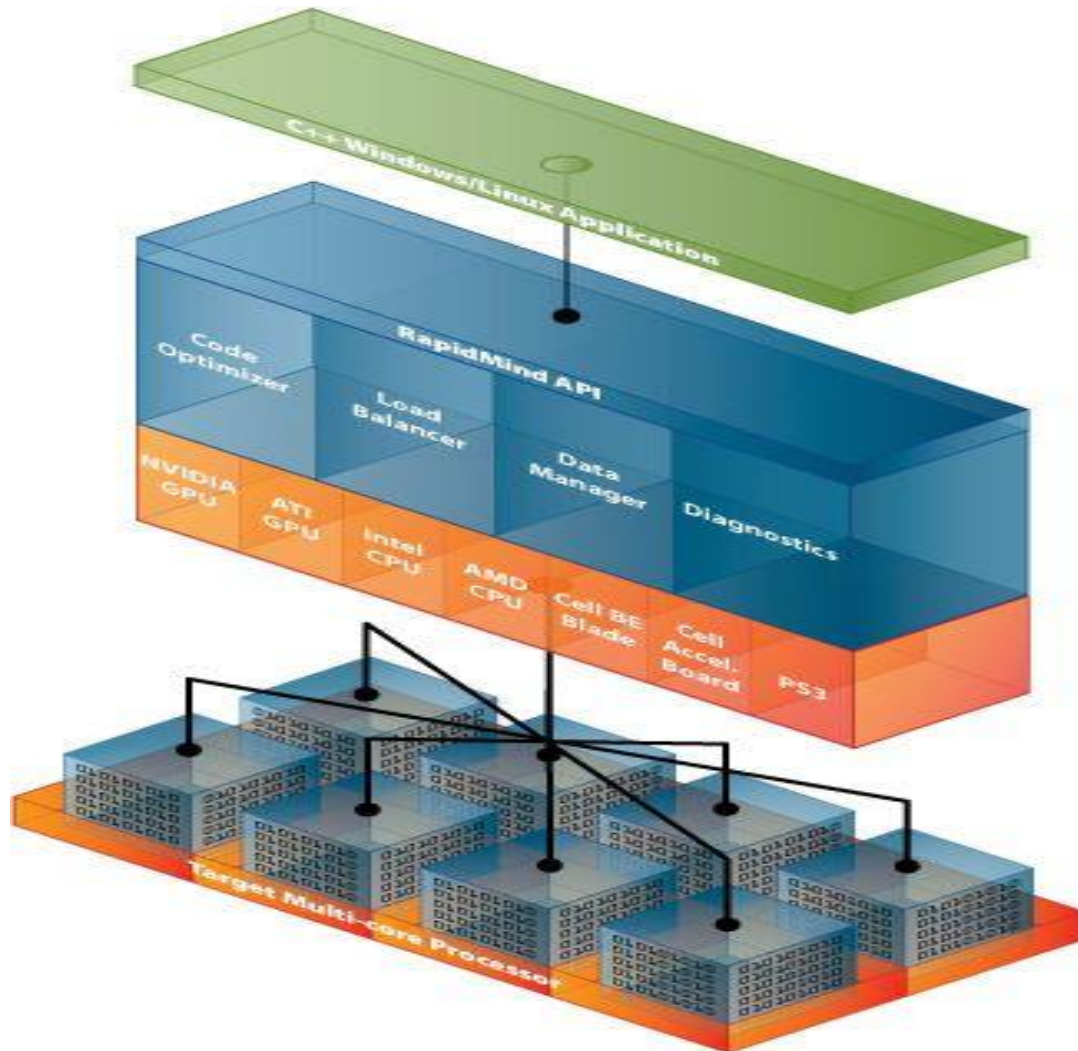 C++ Windows/Linux Application
RapidMind API
Code
Optimizer
Load
Balancer
Data
Manager
Diagnostics
NVIDIA
GPU
ATI
GPU
Intel
CPU
AMD
CPU
Cell BE
Blade
Cell
Accel.
Board
PS3
Target Multi-core Processor